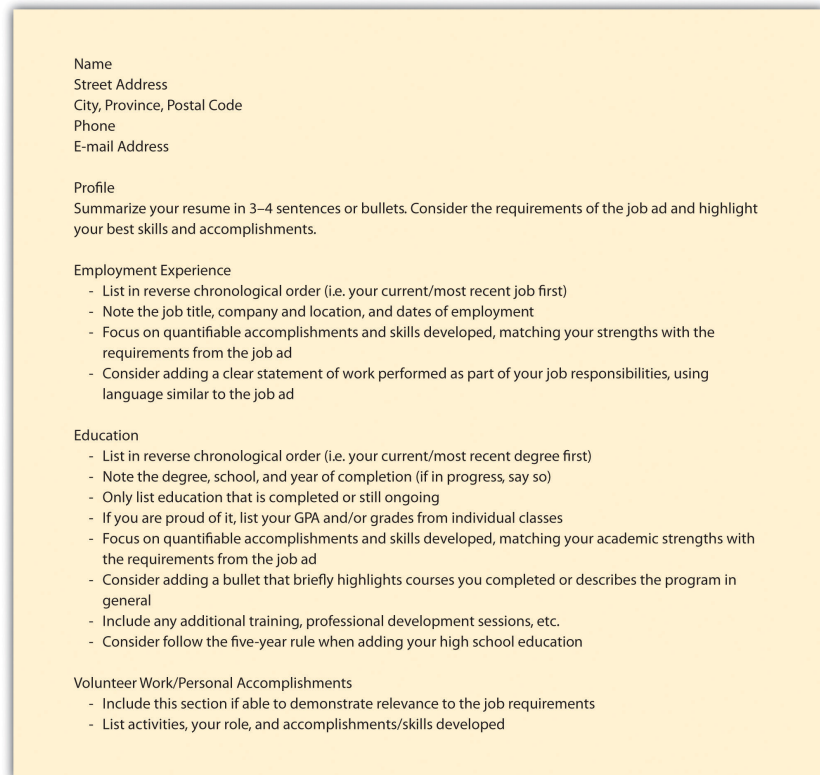 Name
Street Address
City, Province, Postal Code
Phone
E-mail Address
Profile
Summarize your resume in 3–4 sentences or bullets. Consider the requirements of the job ad and highlight
your best skills and accomplishments.
Employment Experience
- List in reverse chronological order (i.e. your current/most recent job first)
- Note the job title, company and location, and dates of employment
- Focus on quantifiable accomplishments and skills developed, matching your strengths with the
requirements from the job ad
- Consider adding a clear statement of work performed as part of your job responsibilities, using
language similar to the job ad
Education
- List in reverse chronological order (i.e. your current/most recent degree first)
- Note the degree, school, and year of completion (if in progress, say so)
- Only list education that is completed or still ongoing
- If you are proud of it, list your GPA and/or grades from individual classes
- Focus on quantifiable accomplishments and skills developed, matching your academic strengths with
the requirements from the job ad
- Consider adding a bullet that briefly highlights courses you completed or describes the program in
general
- Include any additional training, professional development sessions, etc.
- Consider follow the five-year rule when adding your high school education
Volunteer Work/Personal Accomplishments
- Include this section if able to demonstrate relevance to the job requirements
- List activities, your role, and accomplishments/skills developed